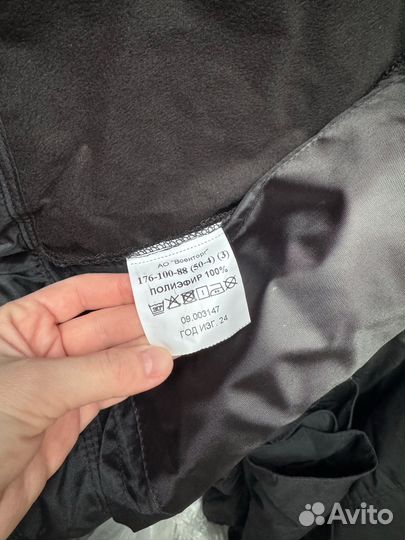 АО "Военторг"
176-100-88 (50-4) (3)
ПОЛИЭФИР 100%
09.003147
ГОД ИЗГ. 24
Avito